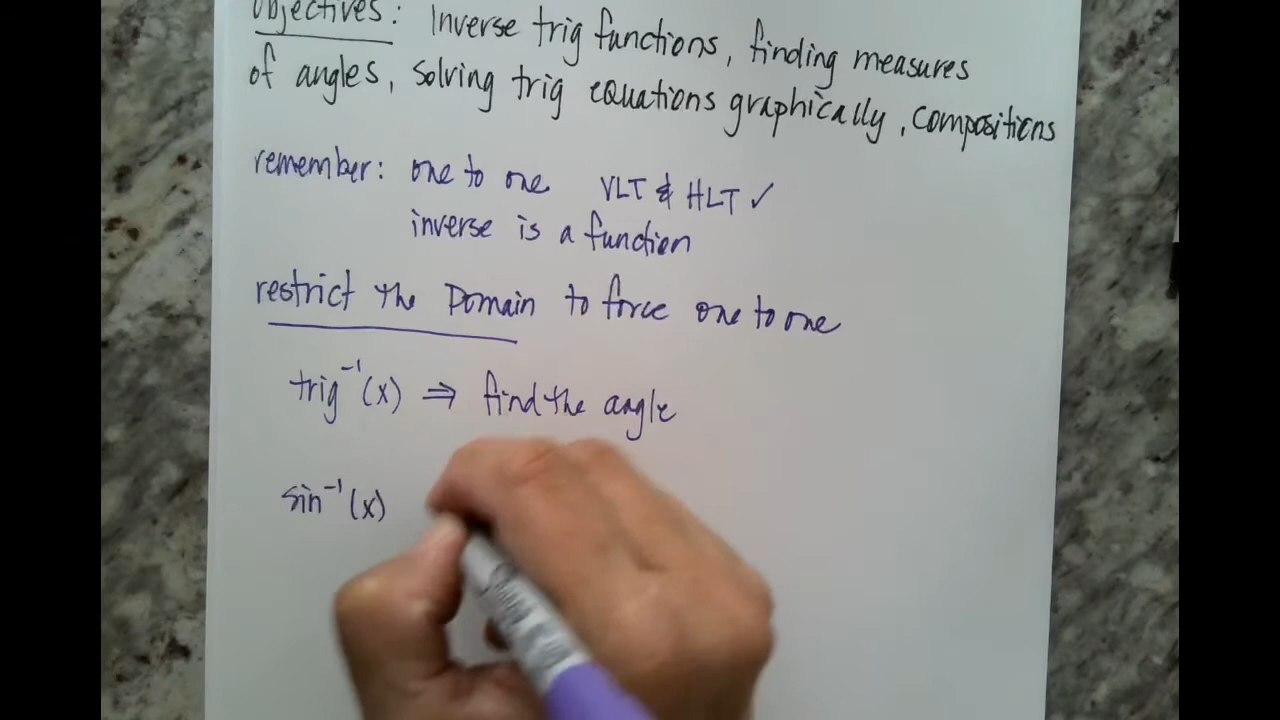 Objectives: Inverse trig functions, finding measures
of angles, solving trig equations graphically, compositions
remember: one to one VLT & HLT ✓
inverse is a function
restrict the Domain to force one to one
trig⁻¹(x) ⇒ find the angle
sin⁻¹(x)